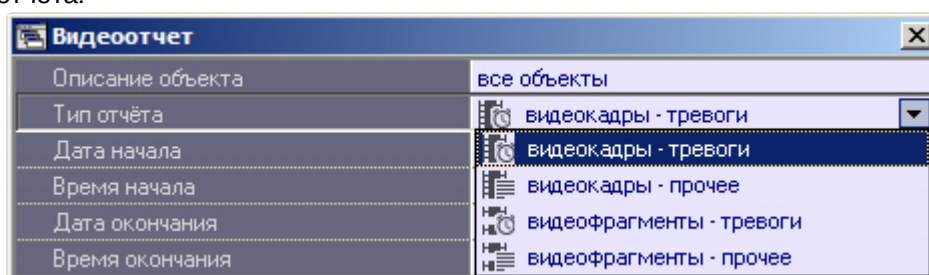 отчета.
Видеоотчет
Описание объекта все объекты
Тип отчёта видеокадры - тревоги
Дата начала видеокадры - тревоги
Время начала видеокадры - прочее
Дата окончания видеофрагменты - тревоги
Время окончания видеофрагменты - прочее